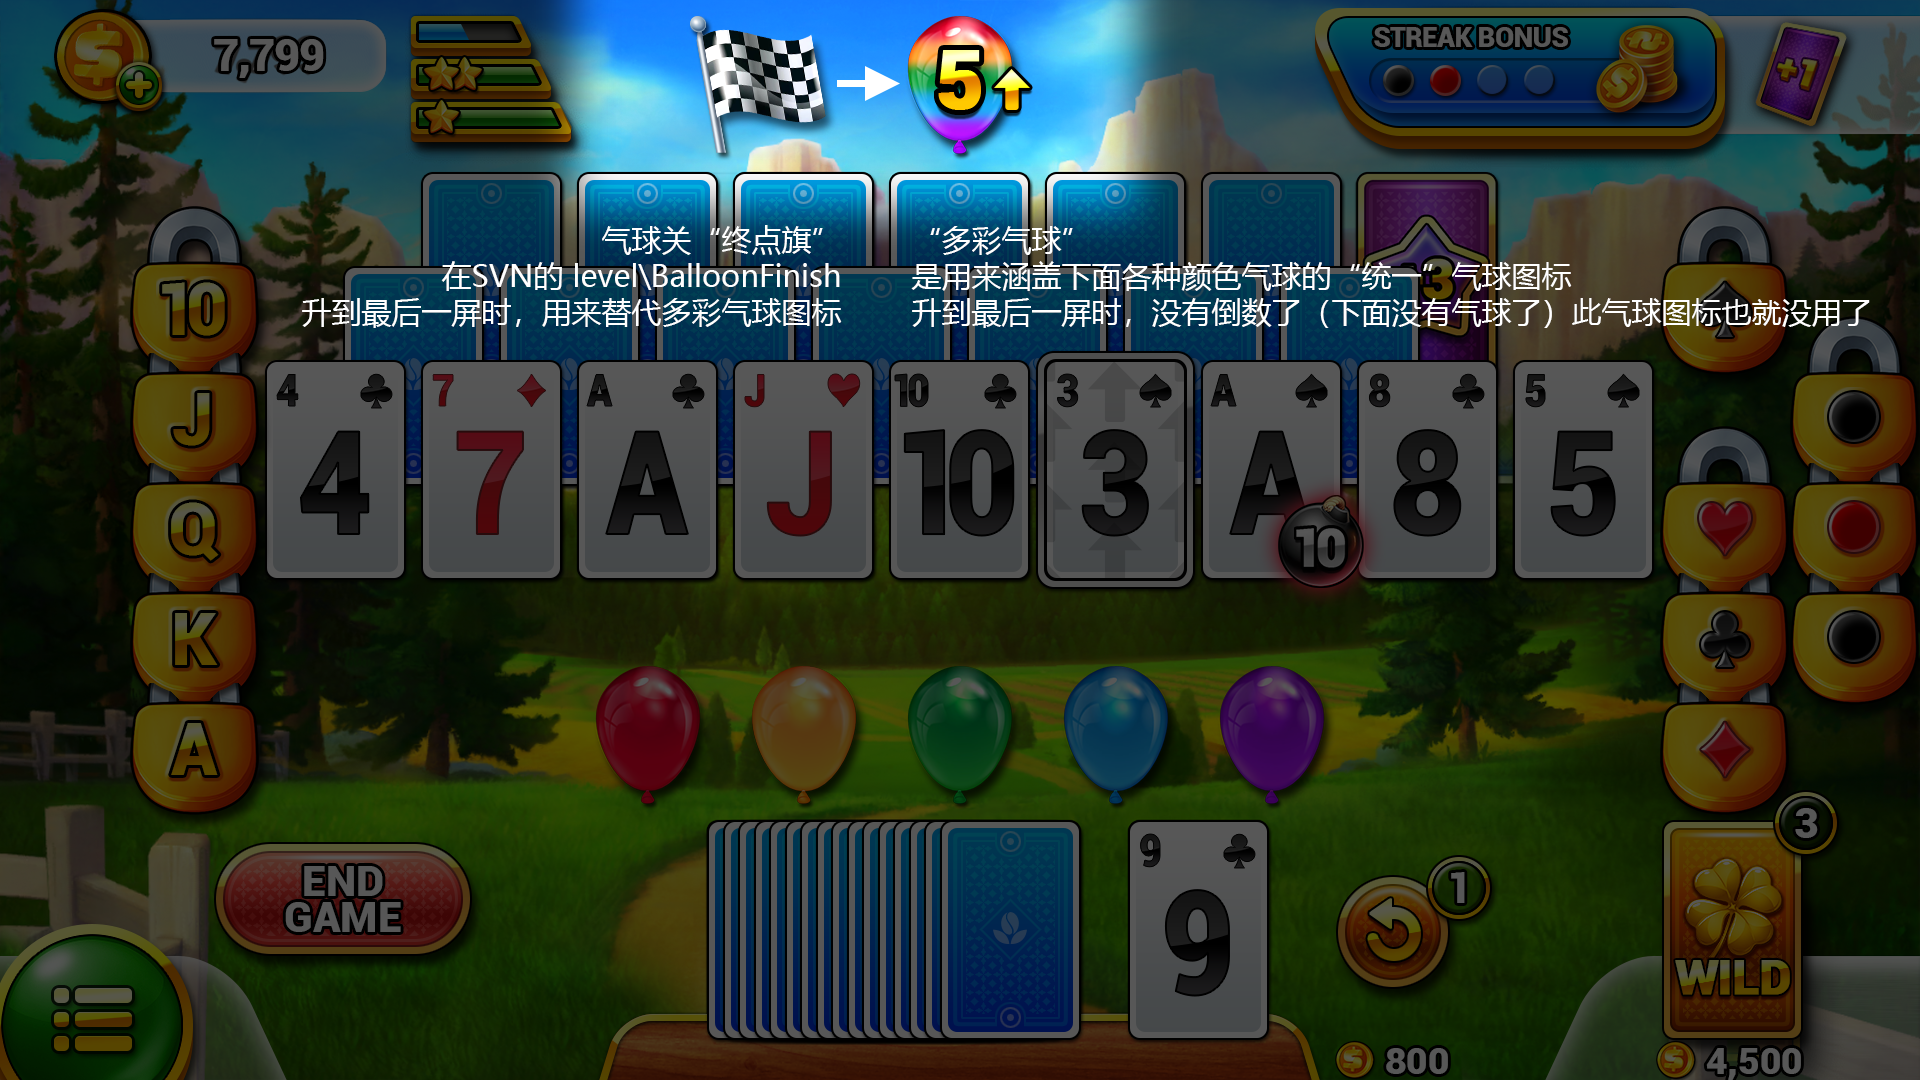 7,799
5
STREAK BONUS
+1
气球关“终点旗”
在SVN的 level\BalloonFinish
升到最后一屏时，用来替代多彩气球图标
“多彩气球”
是用来涵盖下面各种颜色气球的“统一”气球图标
升到最后一屏时，没有倒数了（下面没有气球了）此气球图标也就没用了
3
10
J
Q
K
A
4
4
7
7
A
A
J
J
10
10
3
3
A
A
10
8
8
5
5
END
GAME
9
9
1
800
3
WILD
4,500